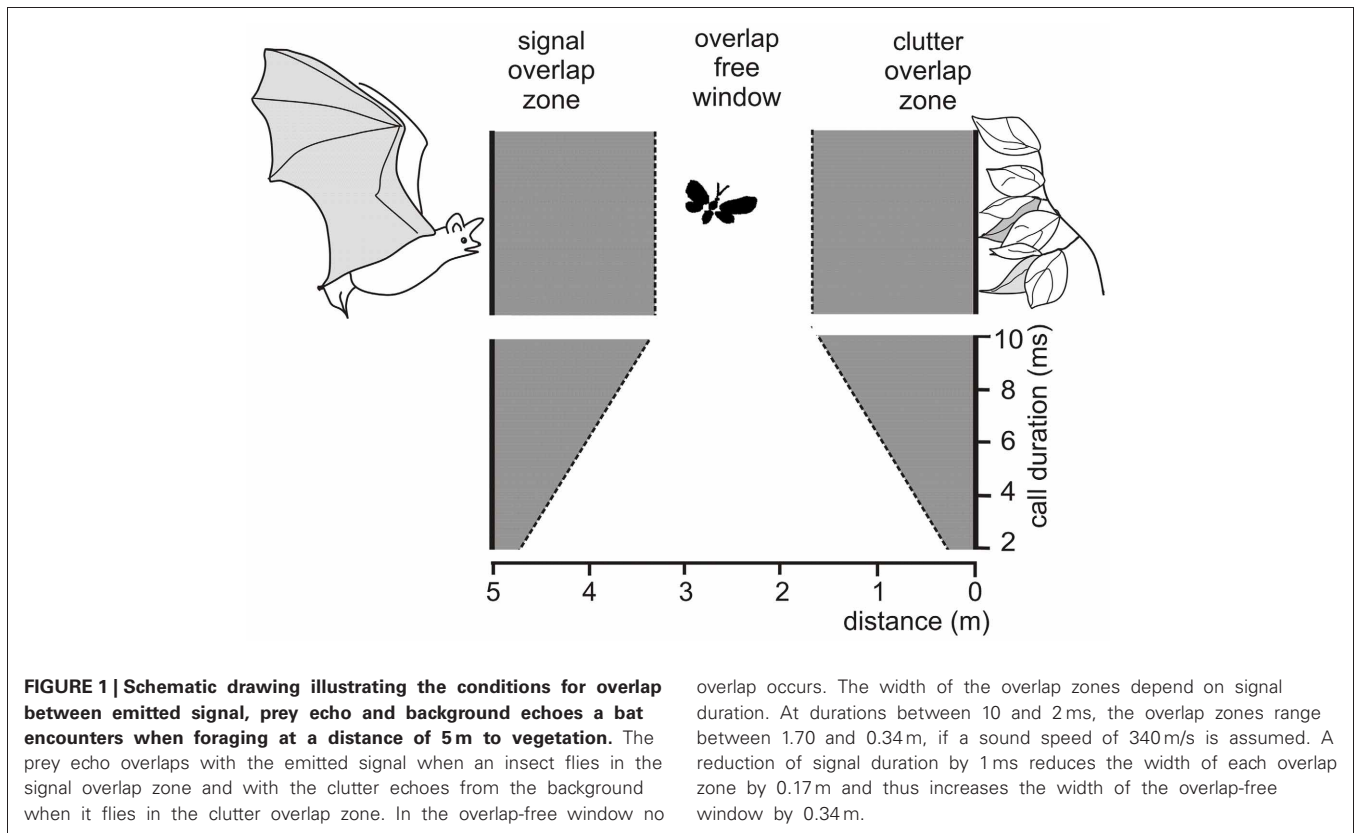 signal
overlap
zone
overlap
free
window
clutter
overlap
zone
10
8
6
4
2
call duration (ms)
5 4 3 2 1 0
distance (m)
FIGURE 1 | Schematic drawing illustrating the conditions for overlap
between emitted signal, prey echo and background echoes a bat
encounters when foraging at a distance of 5 m to vegetation. The
prey echo overlaps with the emitted signal when an insect flies in the
signal overlap zone and with the clutter echoes from the background
when it flies in the clutter overlap zone. In the overlap-free window no
overlap occurs. The width of the overlap zones depend on signal
duration. At durations between 10 and 2 ms, the overlap zones range
between 1.70 and 0.34 m, if a sound speed of 340 m/s is assumed. A
reduction of signal duration by 1 ms reduces the width of each overlap
zone by 0.17 m and thus increases the width of the overlap-free
window by 0.34 m.